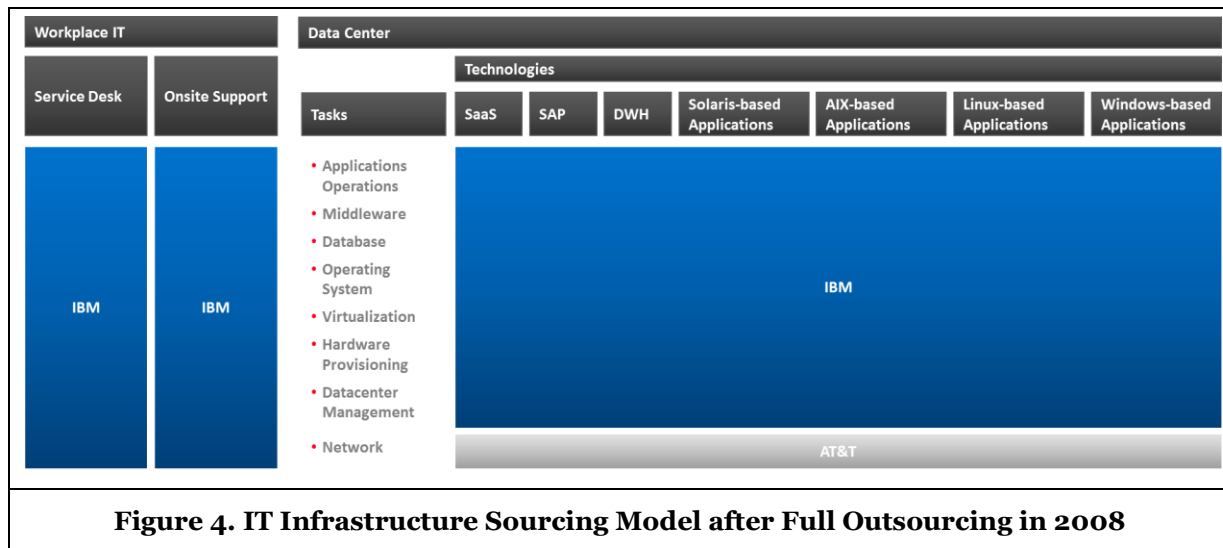 Workplace IT
Data Center
Service Desk
Onsite Support
Technologies
Tasks
SaaS
SAP
DWH
Solaris-based
Applications
AIX-based
Applications
Linux-based
Applications
Windows-based
Applications
IBM
IBM
• Applications
Operations
• Middleware
• Database
• Operating
System
• Virtualization
• Hardware
Provisioning
• Datacenter
Management
• Network
IBM
AT&T
Figure 4. IT Infrastructure Sourcing Model after Full Outsourcing in 2008